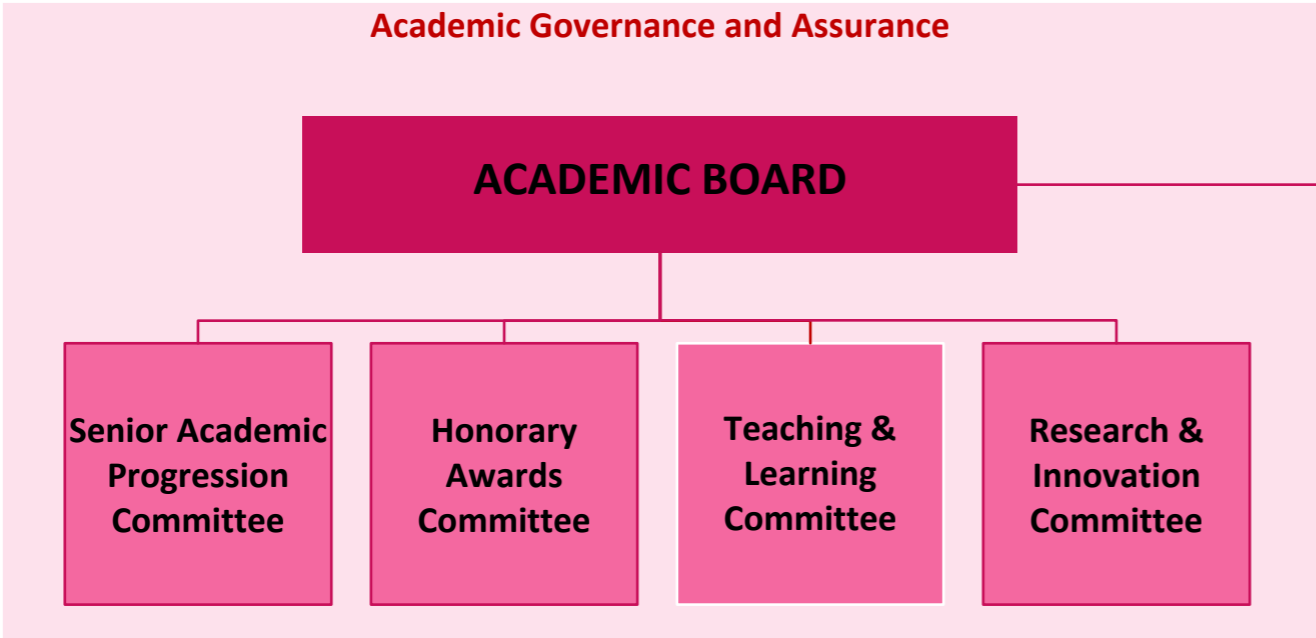 Academic Governance and Assurance
ACADEMIC BOARD
Senior Academic
Progression
Committee
Honorary
Awards
Committee
Teaching &
Learning
Committee
Research &
Innovation
Committee